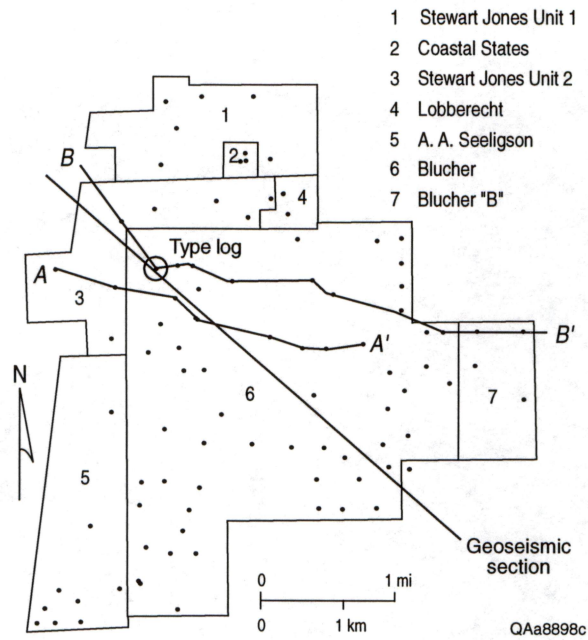 1 Stewart Jones Unit 1
2 Coastal States
3 Stewart Jones Unit 2
4 Lobberecht
5 A. A. Seeligson
6 Blucher
7 Blucher "B"
1
2
B
4
Type log
A
3
B'
A'
N
6
7
5
Geoseismic
section
0 1 mi
0 1 km
QAa8898c